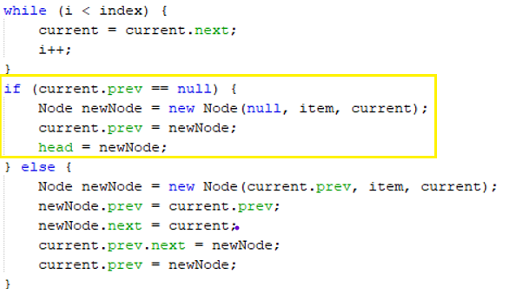 while (i < index) {
    current = current.next;
    i++;
}
if (current.prev == null) {
    Node newNode = new Node(null, item, current);
    current.prev = newNode;
    head = newNode;
} else {
    Node newNode = new Node(current.prev, item, current);
    newNode.prev = current.prev;
    newNode.next = current;
    current.prev.next = newNode;
    current.prev = newNode;
}